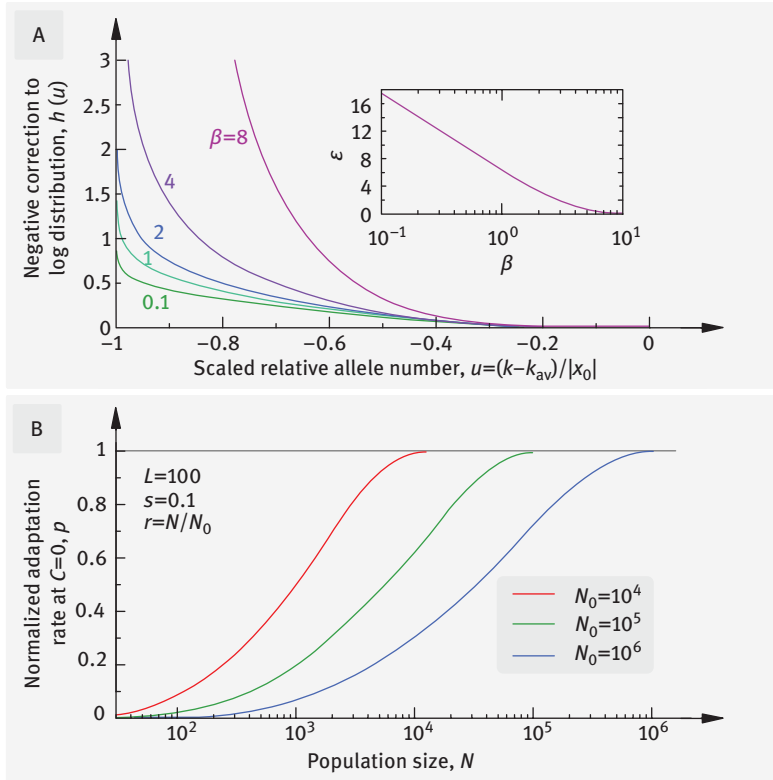 A
Negative correction to
log distribution, h (u)
3
2.5
2
1.5
1
0.5
0
β=8
4
2
1
0.1
ε
16
12
8
4
0
10⁻¹ 10⁰ 10¹
β
−1 −0.8 −0.6 −0.4 −0.2 0
Scaled relative allele number, u=(k−kav)/|x₀|
B
Normalized adaptation
rate at C=0, p
1
0.8
0.6
0.4
0.2
0
L=100
s=0.1
r=N/N₀
N₀=10⁴
N₀=10⁵
N₀=10⁶
10² 10³ 10⁴ 10⁵ 10⁶
Population size, N